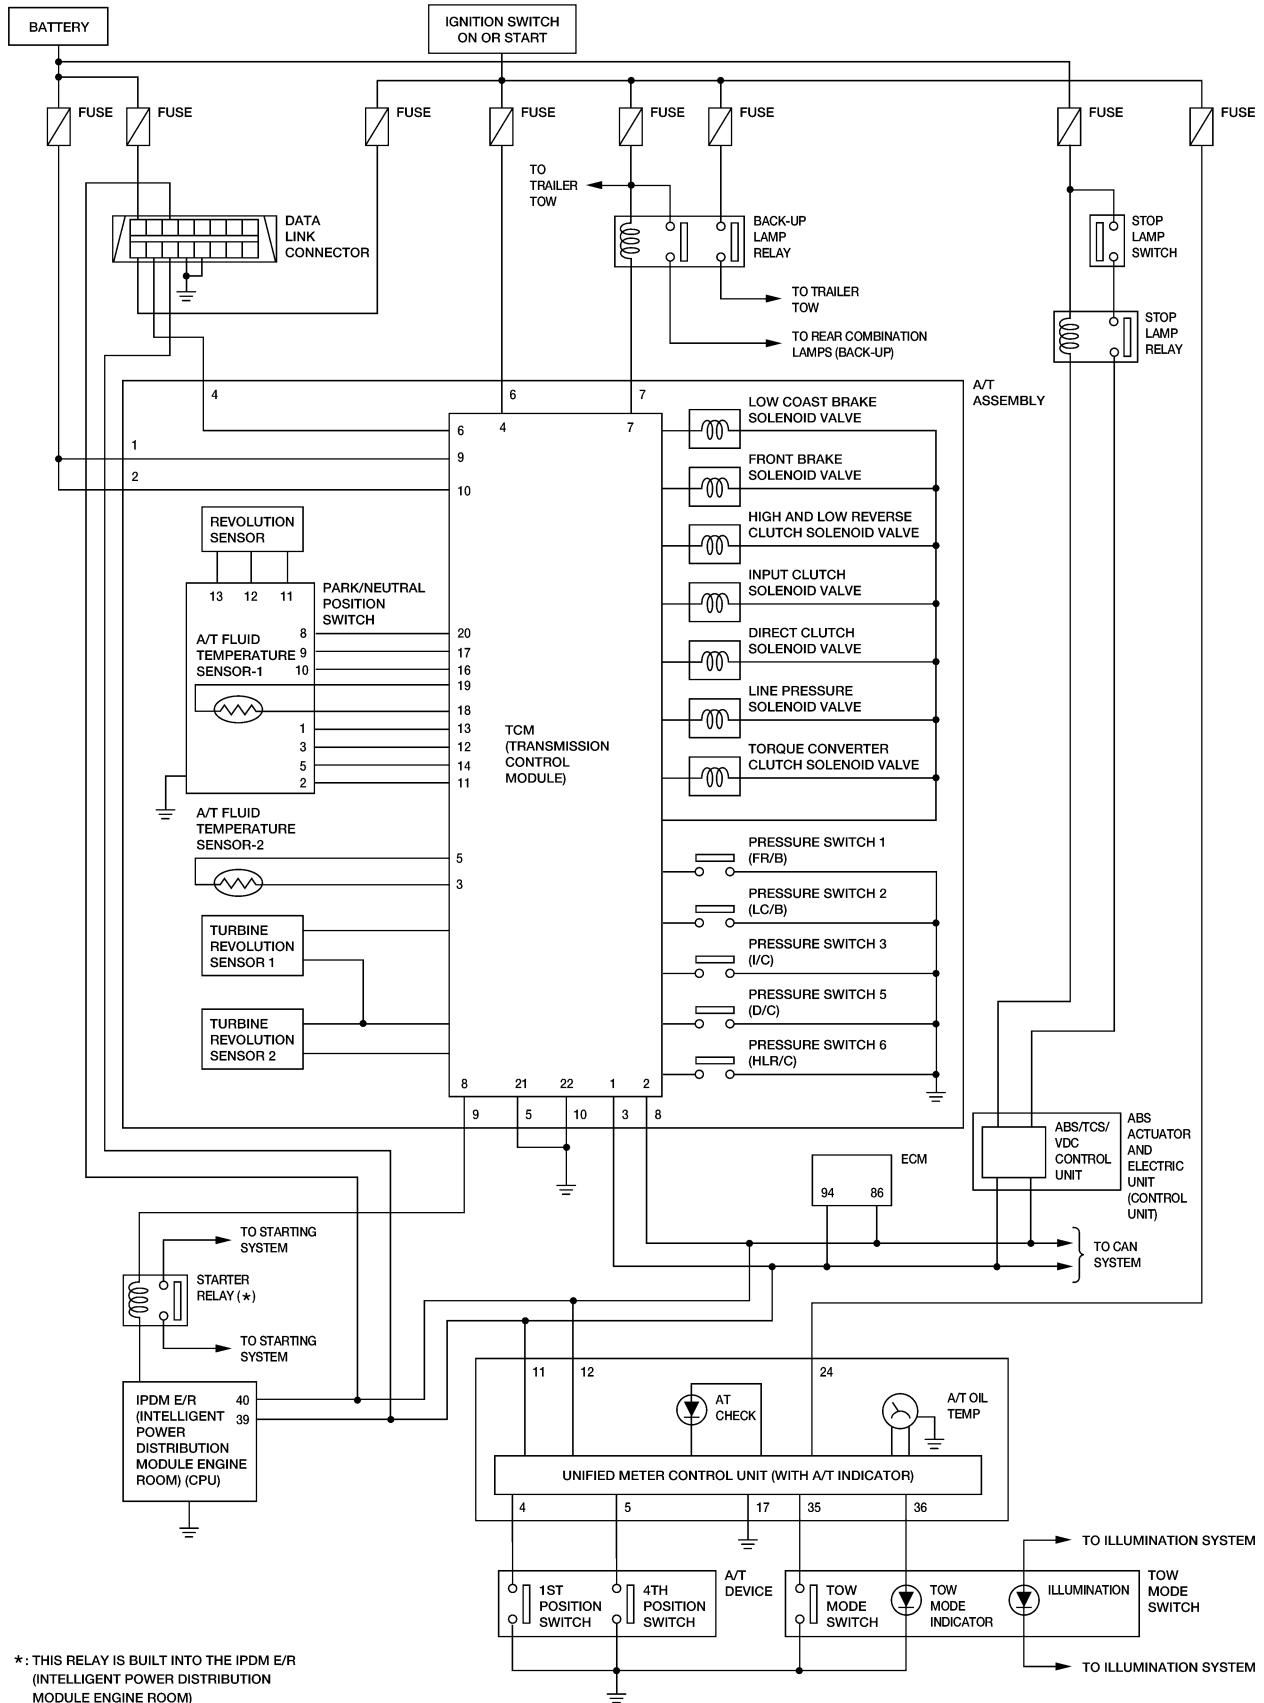 BATTERY
IGNITION SWITCH
ON OR START
FUSE
FUSE
FUSE
FUSE
FUSE
FUSE
FUSE
FUSE
TO
TRAILER
TOW
DATA
LINK
CONNECTOR
BACK-UP
LAMP
RELAY
STOP
LAMP
SWITCH
TO TRAILER
TOW
STOP
LAMP
RELAY
TO REAR COMBINATION
LAMPS (BACK-UP)
A/T
ASSEMBLY
4
6
7
1
2
6
4
7
9
10
LOW COAST BRAKE
SOLENOID VALVE
FRONT BRAKE
SOLENOID VALVE
HIGH AND LOW REVERSE
CLUTCH SOLENOID VALVE
INPUT CLUTCH
SOLENOID VALVE
DIRECT CLUTCH
SOLENOID VALVE
LINE PRESSURE
SOLENOID VALVE
TORQUE CONVERTER
CLUTCH SOLENOID VALVE
REVOLUTION
SENSOR
13 12 11
PARK/NEUTRAL
POSITION
SWITCH
A/T FLUID
TEMPERATURE
SENSOR-1
8 20
9 17
10 16
19
18
1 13
3 12
5 14
2 11
TCM
(TRANSMISSION
CONTROL
MODULE)
A/T FLUID
TEMPERATURE
SENSOR-2
5
3
TURBINE
REVOLUTION
SENSOR 1
TURBINE
REVOLUTION
SENSOR 2
PRESSURE SWITCH 1
(FR/B)
PRESSURE SWITCH 2
(LC/B)
PRESSURE SWITCH 3
(I/C)
PRESSURE SWITCH 5
(D/C)
PRESSURE SWITCH 6
(HLR/C)
8 21 22 1 2
9 5 10 3 8
ABS/TCS/
VDC
CONTROL
UNIT
ABS
ACTUATOR
AND
ELECTRIC
UNIT
(CONTROL
UNIT)
ECM
94 86
TO CAN
SYSTEM
TO STARTING
SYSTEM
STARTER
RELAY (*)
TO STARTING
SYSTEM
IPDM E/R
(INTELLIGENT
POWER
DISTRIBUTION
MODULE ENGINE
ROOM) (CPU)
40
39
11 12 24
AT
CHECK
A/T OIL
TEMP
UNIFIED METER CONTROL UNIT (WITH A/T INDICATOR)
4 5 17 35 36
1ST
POSITION
SWITCH
4TH
POSITION
SWITCH
A/T
DEVICE
TOW
MODE
SWITCH
TOW
MODE
INDICATOR
ILLUMINATION
TO ILLUMINATION SYSTEM
TOW
MODE
SWITCH
TO ILLUMINATION SYSTEM
*: THIS RELAY IS BUILT INTO THE IPDM E/R
(INTELLIGENT POWER DISTRIBUTION
MODULE ENGINE ROOM)